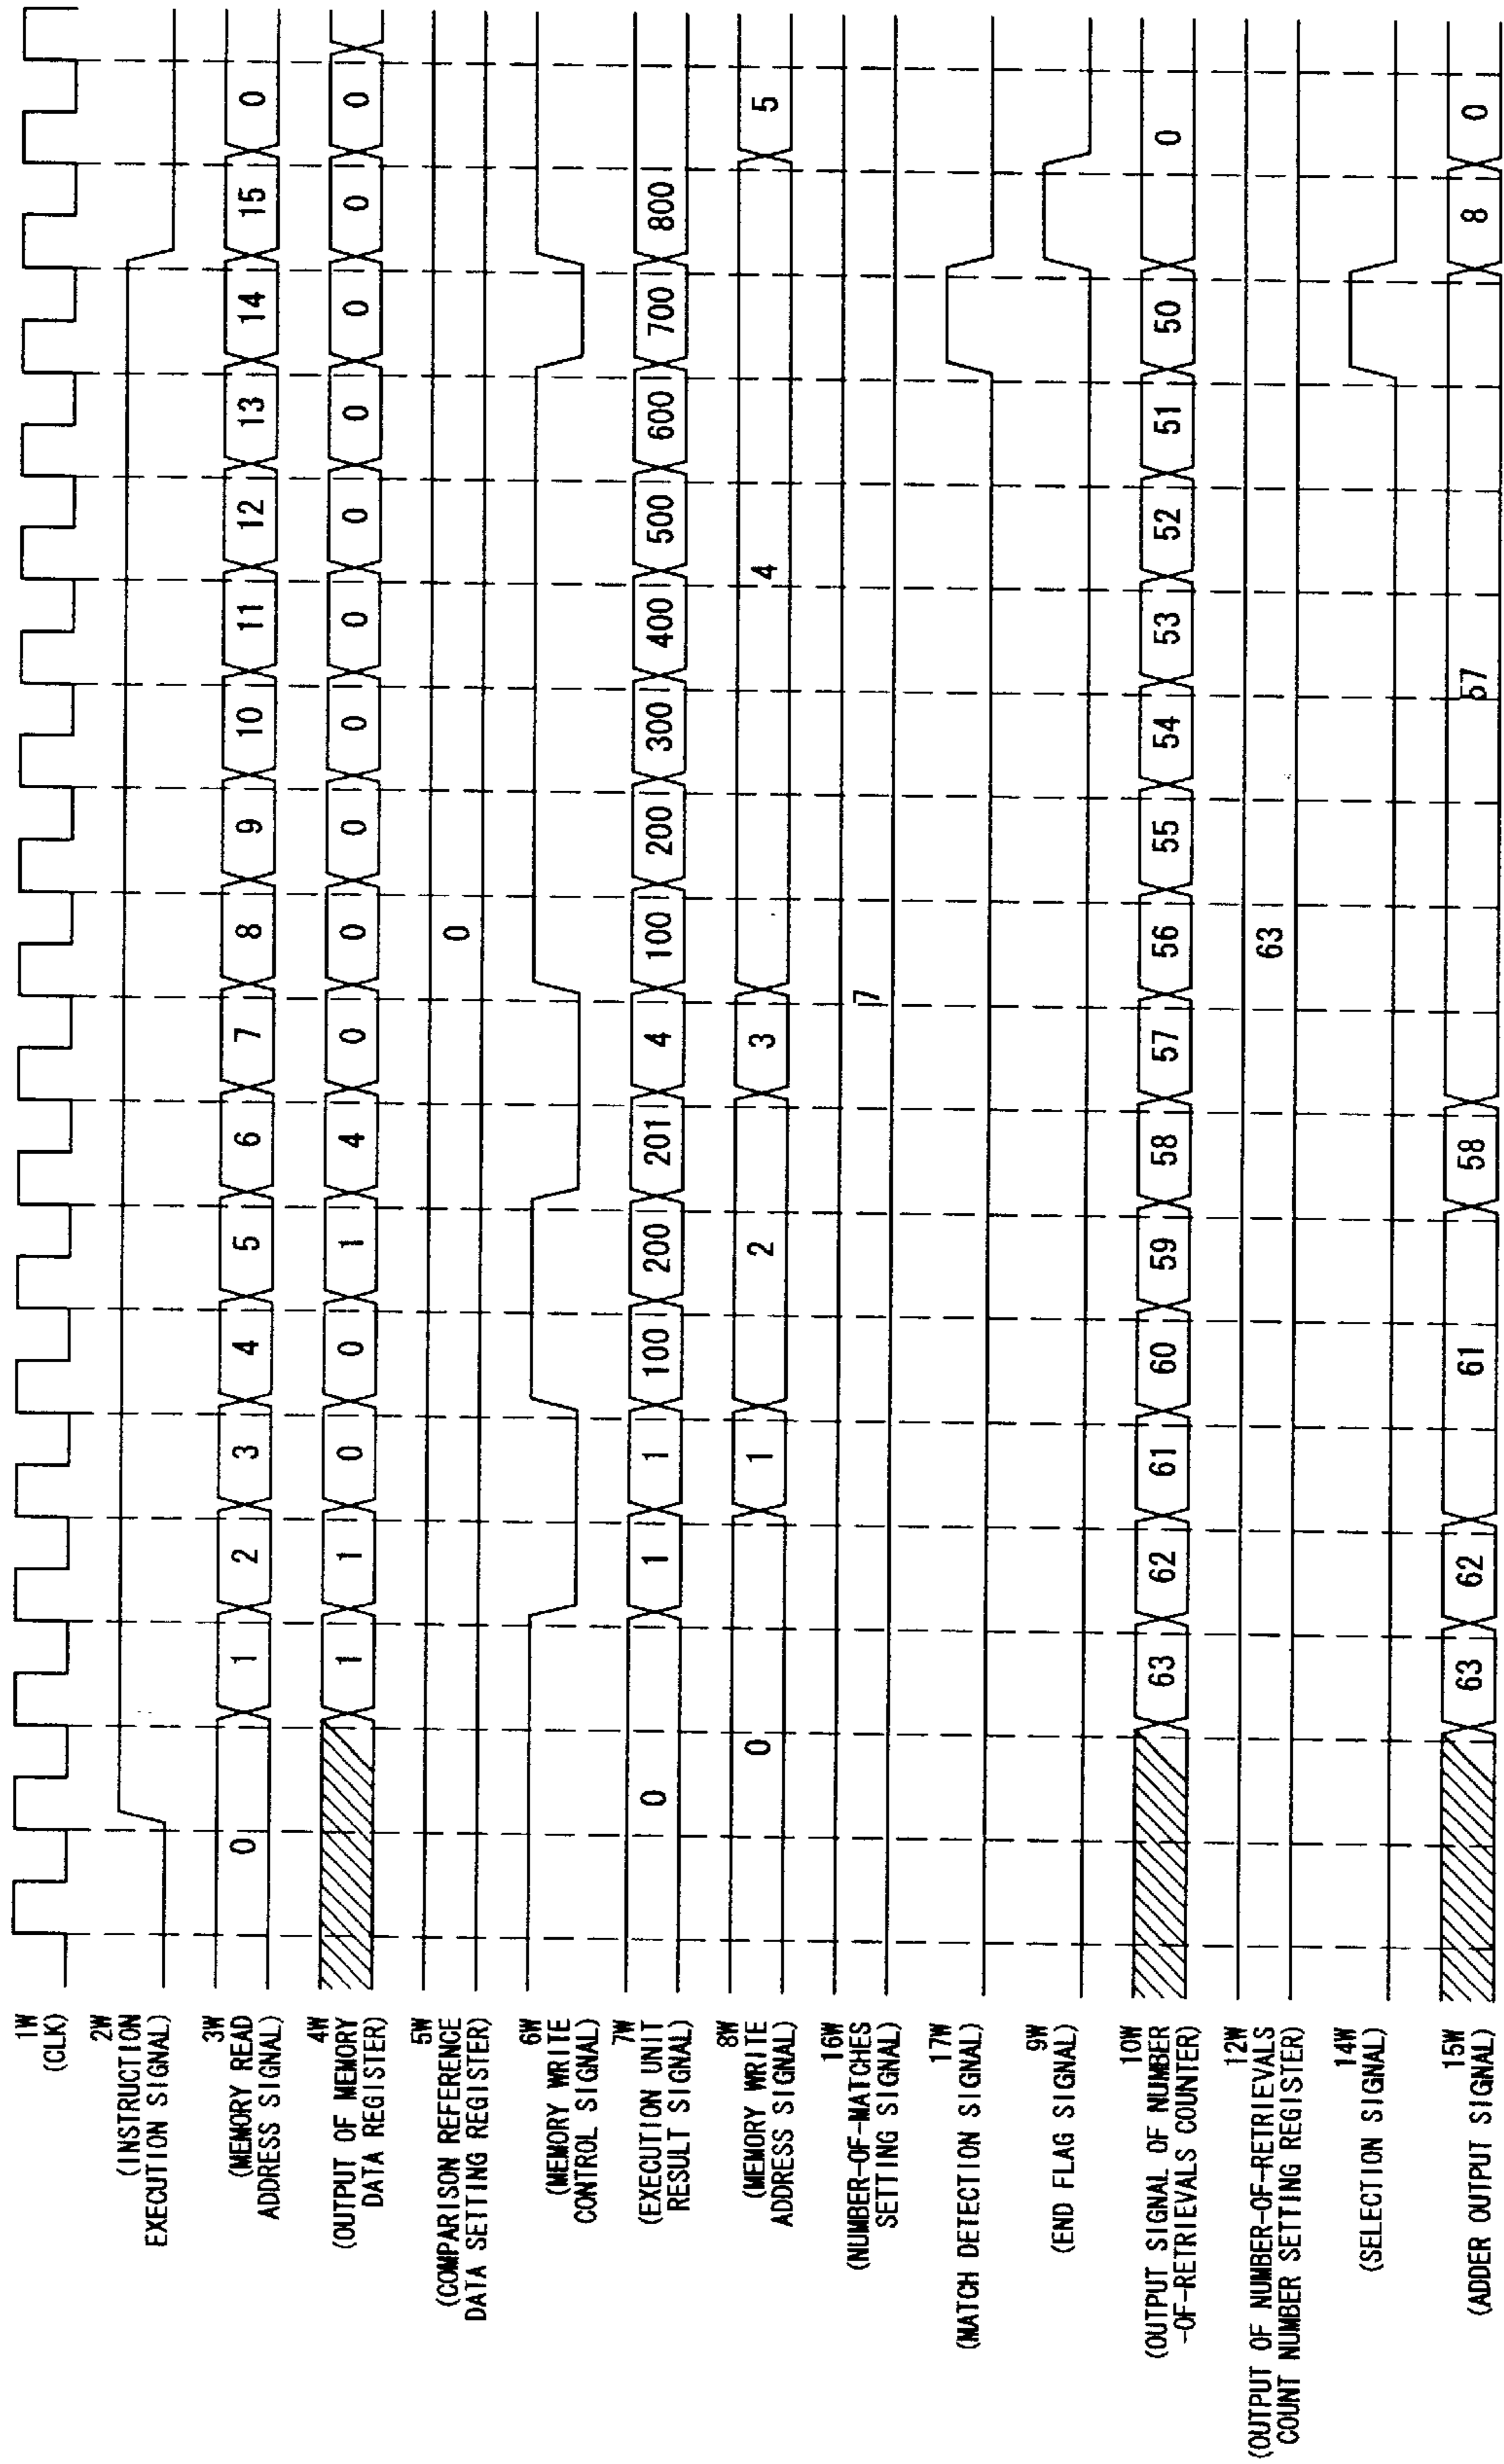 1W
(CLK)
2W
(INSTRUCTION
EXECUTION SIGNAL)
3W
(MEMORY READ
ADDRESS SIGNAL)
0 1 2 3 4 5 6 7 8 9 10 11 12 13 14 15 0
4W
(OUTPUT OF MEMORY
DATA REGISTER)
1 1 0 0 1 4 0 0 0 0 0 0 0 0 0 0
5W
(COMPARISON REFERENCE
DATA SETTING REGISTER)
0
6W
(MEMORY WRITE
CONTROL SIGNAL)
7W
(EXECUTION UNIT
RESULT SIGNAL)
0 1 1 100 200 201 4 100 200 300 400 500 600 700 800
8W
(MEMORY WRITE
ADDRESS SIGNAL)
0 1 2 3 4 5
16W
(NUMBER-OF-MATCHES
SETTING SIGNAL)
7
17W
(MATCH DETECTION SIGNAL)
9W
(END FLAG SIGNAL)
10W
(OUTPUT SIGNAL OF NUMBER
-OF-RETRIEVALS COUNTER)
63 62 61 60 59 58 57 56 55 54 53 52 51 50 0
12W
(OUTPUT OF NUMBER-OF-RETRIEVALS
COUNT NUMBER SETTING REGISTER)
63
14W
(SELECTION SIGNAL)
15W
(ADDER OUTPUT SIGNAL)
63 62 61 58 57 8 0